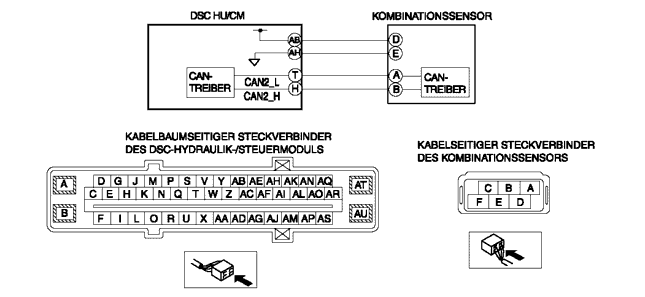 DSC HU/CM
KOMBINATIONSSENSOR
AB
D
AH
E
CAN-
TREIBER
T
CAN2_L
H
CAN2_H
A
B
CAN-
TREIBER
KABELBAUMSEITIGER STECKVERBINDER
DES DSC-HYDRAULIK-/STEUERMODULS
KABELSEITIGER STECKVERBINDER
DES KOMBINATIONSSENSORS
A D G J M P S V Y AB AE AH AK AN AQ AT
C E H K N Q T W Z AC AF AI AL AO AR
B F I L O R U X AA AD AG AJ AM AP AS AU
C B A
F E D